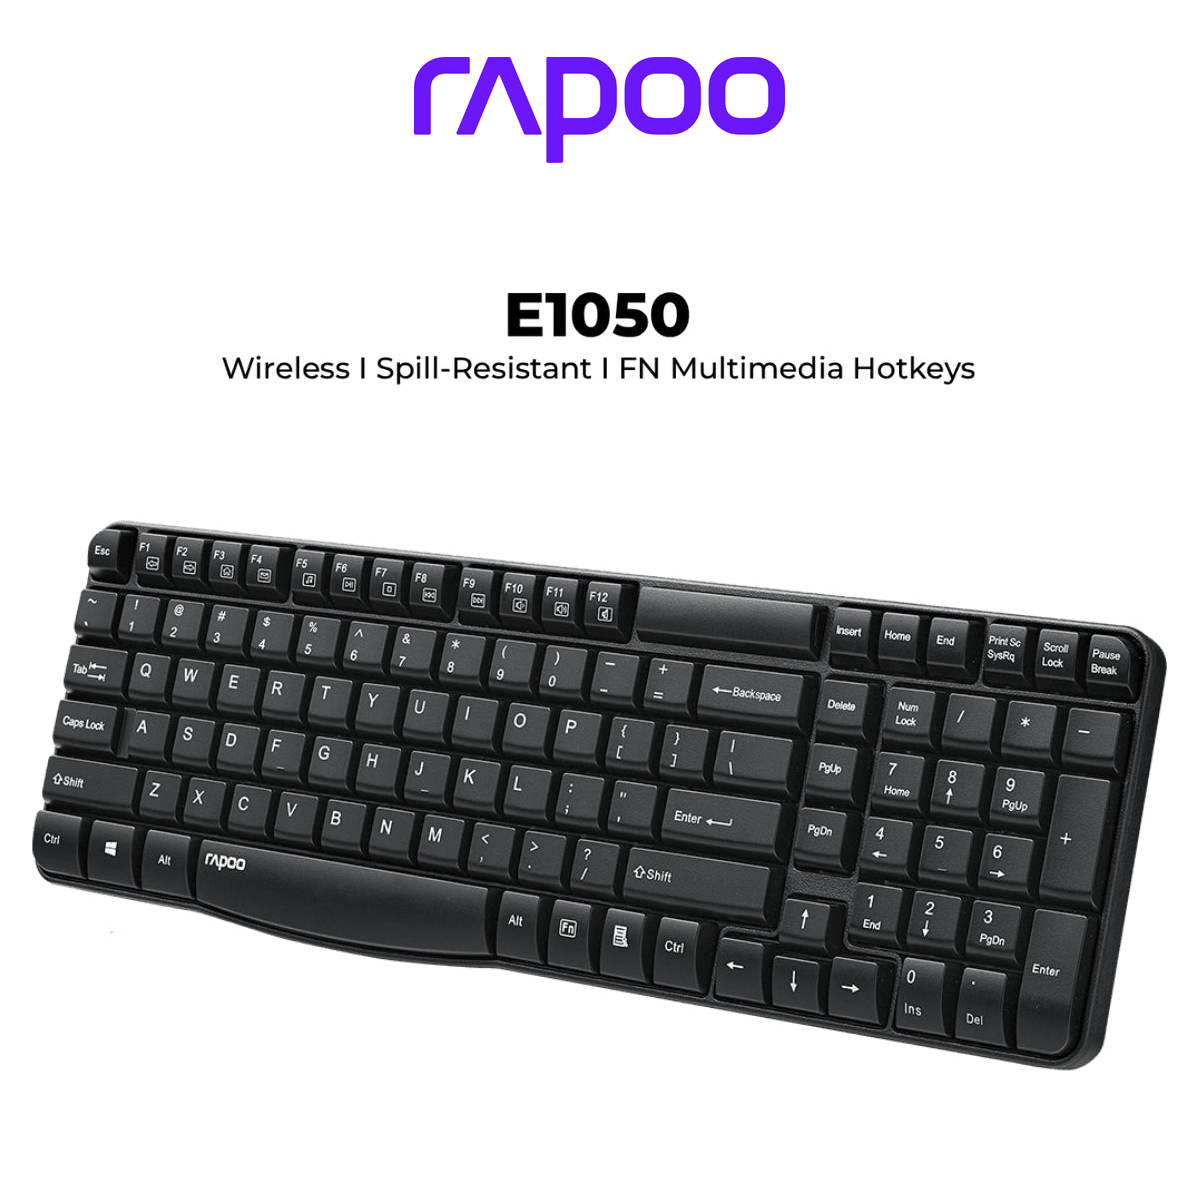 rapoo
E1050
Wireless I Spill-Resistant I FN Multimedia Hotkeys
Esc F1 F2 F3 F4 F5 F6 F7 F8 F9 F10 F11 F12
Insert Home End Print Sc SysRq Scroll Lock Pause Break
~ ` ! 1 @ 2 # 3 $ 4 % 5 ^ 6 & 7 * 8 ( 9 ) 0 _ - + = ←Backspace
Delete Num Lock / * −
Tab Q W E R T Y U I O P { [ } ] | \
PgUp 7 Home 8 ↑ 9 PgUp +
Caps Lock A S D F G H J K L : ; " ' Enter
PgDn 4 ← 5 6 →
⇧Shift Z X C V B N M < , > . ? / ⇧Shift
↑ 1 End 2 ↓ 3 PgDn Enter
Ctrl Alt rapoo Alt Fn Ctrl
← ↓ → 0 Ins . Del